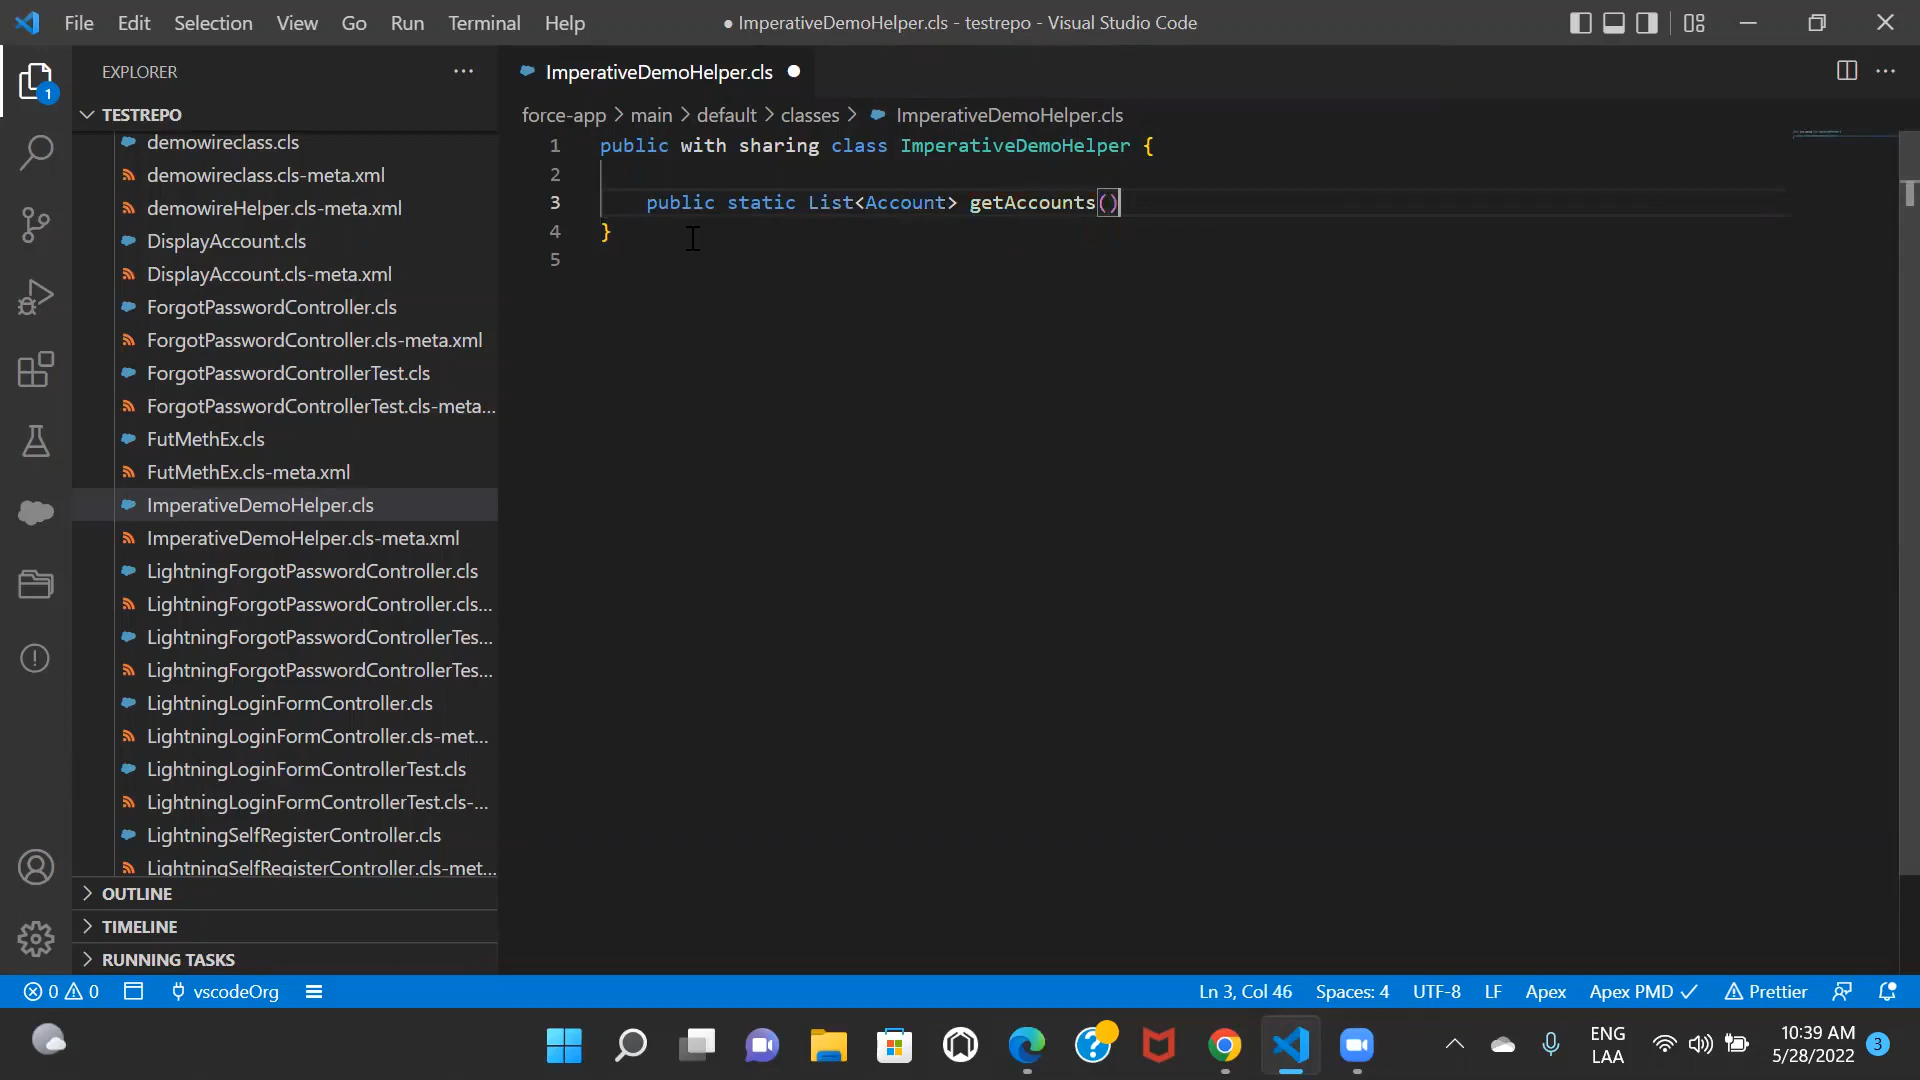 File Edit Selection View Go Run Terminal Help
● ImperativeDemoHelper.cls - testrepo - Visual Studio Code
EXPLORER
1
TESTREPO
demowireclass.cls
demowireclass.cls-meta.xml
demowireHelper.cls-meta.xml
DisplayAccount.cls
DisplayAccount.cls-meta.xml
ForgotPasswordController.cls
ForgotPasswordController.cls-meta.xml
ForgotPasswordControllerTest.cls
ForgotPasswordControllerTest.cls-meta...
FutMethEx.cls
FutMethEx.cls-meta.xml
ImperativeDemoHelper.cls
ImperativeDemoHelper.cls-meta.xml
LightningForgotPasswordController.cls
LightningForgotPasswordController.cls...
LightningForgotPasswordControllerTes...
LightningForgotPasswordControllerTes...
LightningLoginFormController.cls
LightningLoginFormController.cls-met...
LightningLoginFormControllerTest.cls
LightningLoginFormControllerTest.cls-...
LightningSelfRegisterController.cls
LightningSelfRegisterController.cls-met...
OUTLINE
TIMELINE
RUNNING TASKS
ImperativeDemoHelper.cls ●
force-app > main > default > classes > ImperativeDemoHelper.cls
1 public with sharing class ImperativeDemoHelper {
2
3 public static List<Account> getAccounts()
4 }
5
0 0 vscodeOrg Ln 3, Col 46 Spaces: 4 UTF-8 LF Apex Apex PMD ✓ Prettier
ENG
LAA
10:39 AM
5/28/2022
3